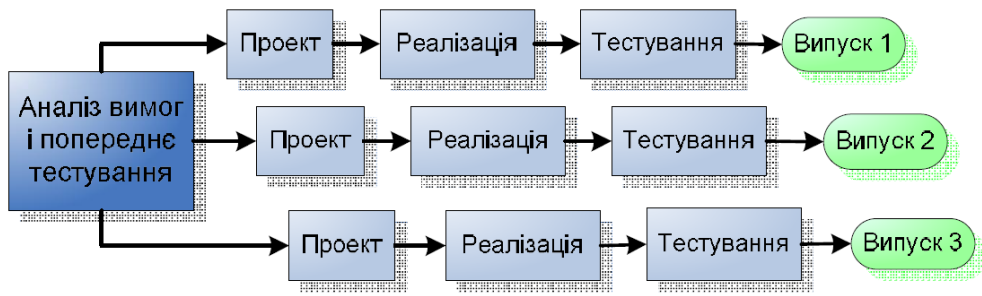 Проект
Реалізація
Тестування
Випуск 1
Аналіз вимог
і попереднє
тестування
Проект
Реалізація
Тестування
Випуск 2
Проект
Реалізація
Тестування
Випуск 3